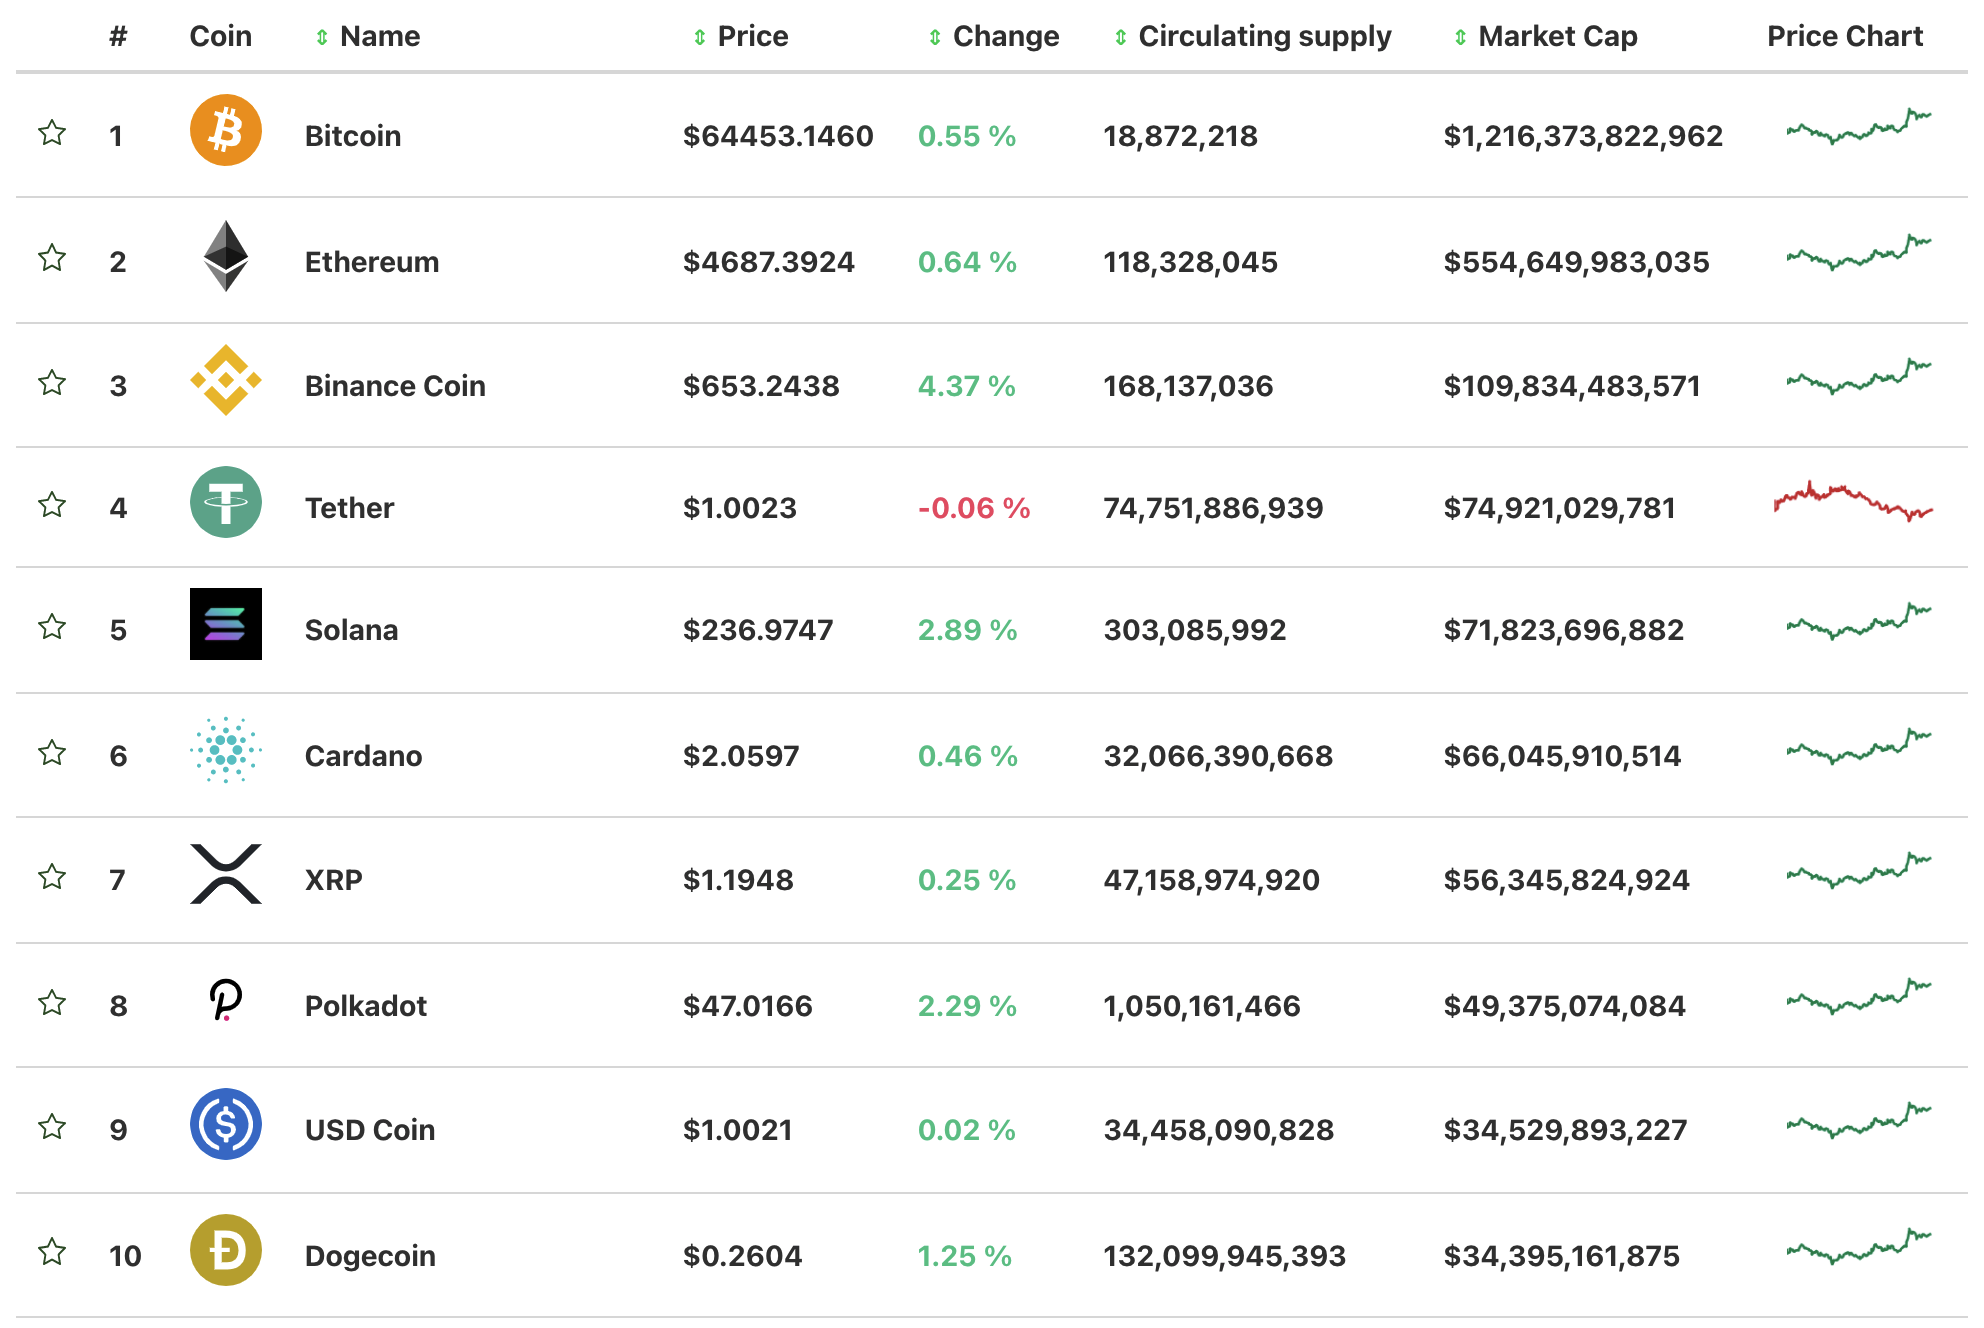 # Coin Name Price Change Circulating supply Market Cap Price Chart
1 Bitcoin $64453.1460 0.55 % 18,872,218 $1,216,373,822,962
2 Ethereum $4687.3924 0.64 % 118,328,045 $554,649,983,035
3 Binance Coin $653.2438 4.37 % 168,137,036 $109,834,483,571
4 Tether $1.0023 -0.06 % 74,751,886,939 $74,921,029,781
5 Solana $236.9747 2.89 % 303,085,992 $71,823,696,882
6 Cardano $2.0597 0.46 % 32,066,390,668 $66,045,910,514
7 XRP $1.1948 0.25 % 47,158,974,920 $56,345,824,924
8 Polkadot $47.0166 2.29 % 1,050,161,466 $49,375,074,084
9 USD Coin $1.0021 0.02 % 34,458,090,828 $34,529,893,227
10 Dogecoin $0.2604 1.25 % 132,099,945,393 $34,395,161,875